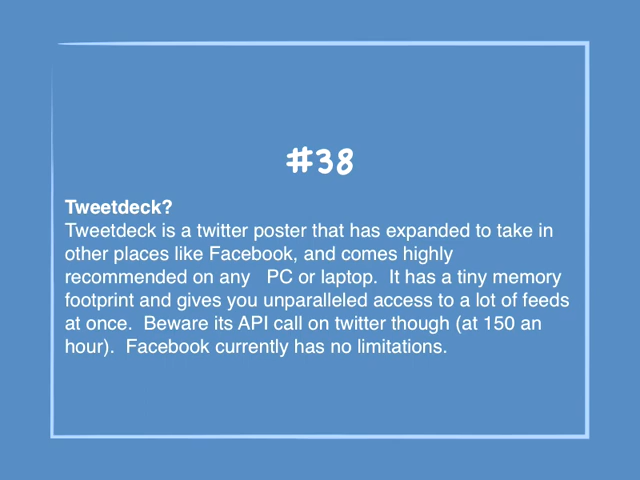 #38
Tweetdeck?
Tweetdeck is a twitter poster that has expanded to take in
other places like Facebook, and comes highly
recommended on any   PC or laptop.  It has a tiny memory
footprint and gives you unparalleled access to a lot of feeds
at once.  Beware its API call on twitter though (at 150 an
hour).  Facebook currently has no limitations.